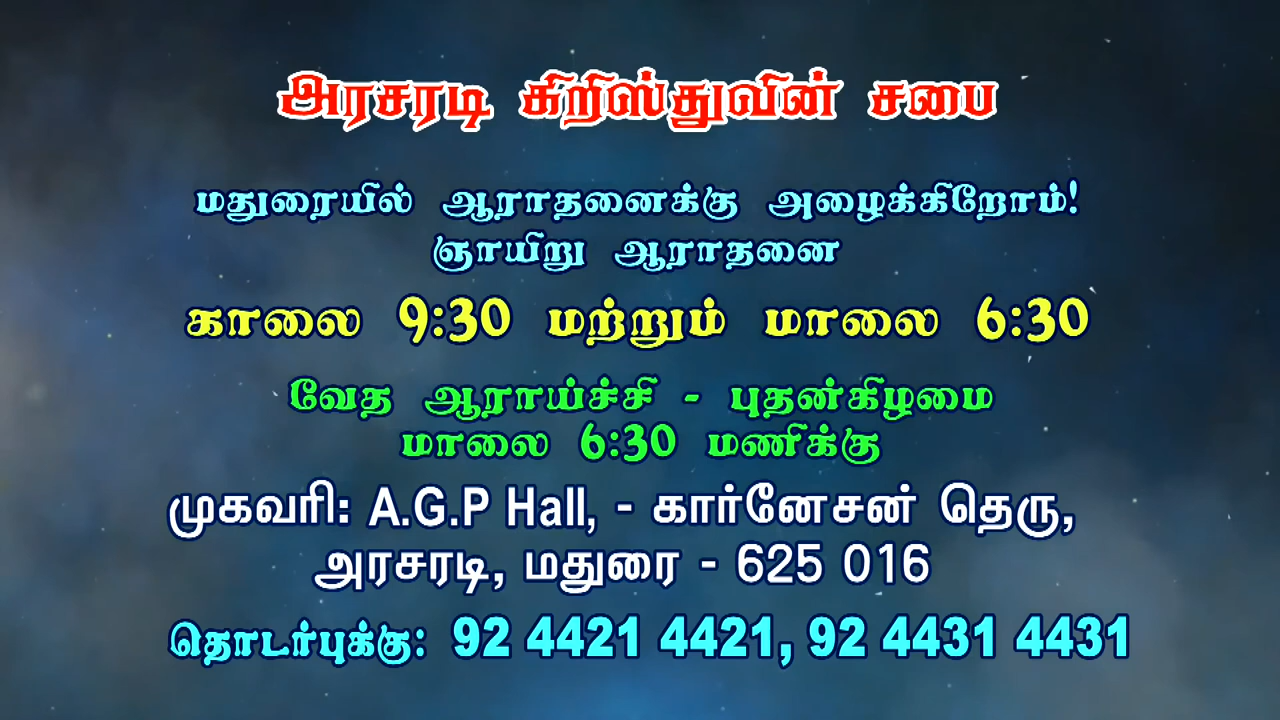 அரசரடி கிறிஸ்துவின் சபை
மதுரையில் ஆராதனைக்கு அழைக்கிறோம்!
ஞாயிறு ஆராதனை
காலை 9:30 மற்றும் மாலை 6:30
வேத ஆராய்ச்சி - புதன்கிழமை
மாலை 6:30 மணிக்கு
முகவரி: A.G.P Hall, - கார்னேசன் தெரு,
அரசரடி, மதுரை - 625 016
தொடர்புக்கு: 92 4421 4421, 92 4431 4431